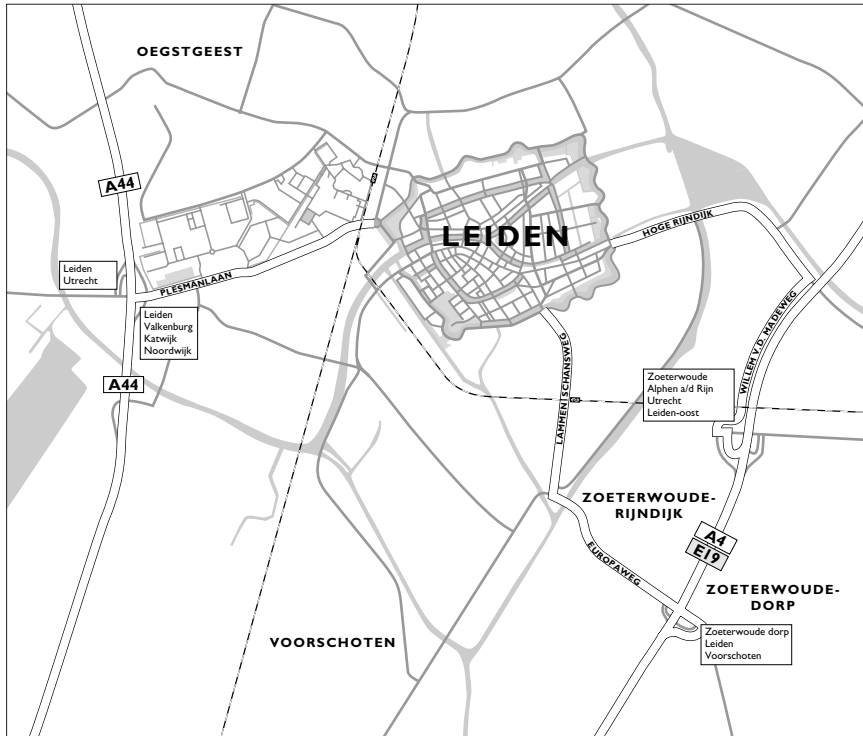 OEGSTGEEST
A44
LEIDEN
HOGE RIJNDIJK
Leiden
Utrecht
PLESMANLAAN
WILLEM V.D. MADEWEG
Leiden
Valkenburg
Katwijk
Noordwijk
A44
LAMMENSCHANSWEG
Zoeterwoude
Alphen a/d Rijn
Utrecht
Leiden-oost
ZOETERWOUDE-
RIJNDIJK
A4
E19
EUROPAWEG
ZOETERWOUDE-
DORP
VOORSCHOTEN
Zoeterwoude dorp
Leiden
Voorschoten